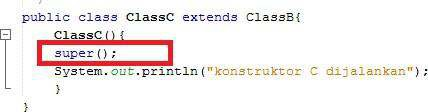 public class ClassC extends ClassB{
ClassC(){
super();
System.out.println("konstruktor C dijalankan");
}
}